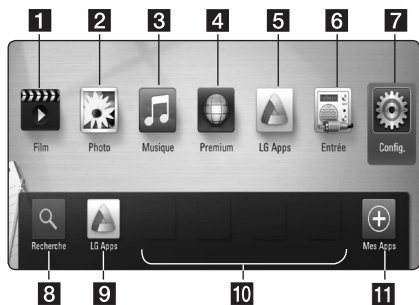 1 2 3 4 5 6 7
Film Photo Musique Premium LG Apps Entrée Config.
Recherche LG Apps Mes Apps
8 9 10 11